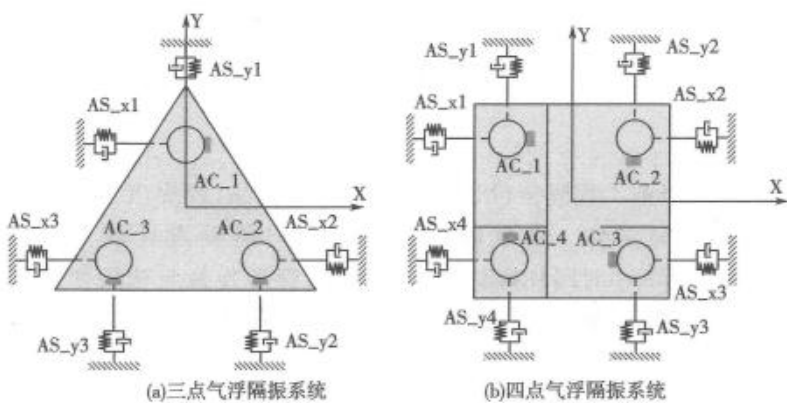 Y
AS_y1
AS_x1
AC_1
X
AS_x3
AC_3
AC_2
AS_x2
AS_y3
AS_y2
(a)三点气浮隔振系统
AS_y1
Y
AS_y2
AS_x1
AS_x2
AC_1
AC_2
X
AS_x4
AC_4
AC_3
AS_x3
AS_y4
AS_y3
(b)四点气浮隔振系统